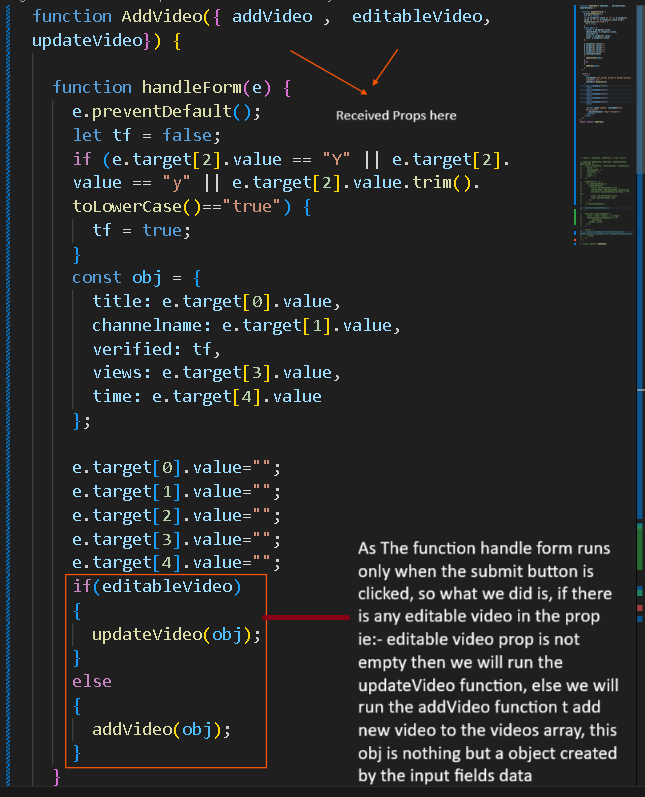 function AddVideo({ addVideo , editableVideo,
updateVideo}) {
function handleForm(e) {
e.preventDefault();
Received Props here
let tf = false;
if (e.target[2].value == "Y" || e.target[2].
value == "y" || e.target[2].value.trim().
toLowerCase()=="true") {
tf = true;
}
const obj = {
title: e.target[0].value,
channelname: e.target[1].value,
verified: tf,
views: e.target[3].value,
time: e.target[4].value
};
e.target[0].value="";
e.target[1].value="";
e.target[2].value="";
e.target[3].value="";
e.target[4].value="";
if(editableVideo)
{
updateVideo(obj);
}
else
{
addVideo(obj);
}
}
As The function handle form runs
only when the submit button is
clicked, so what we did is, if there
is any editable video in the prop
ie:- editable video prop is not
empty then we will run the
updateVideo function, else we will
run the addVideo function t add
new video to the videos array, this
obj is nothing but a object created
by the input fields data